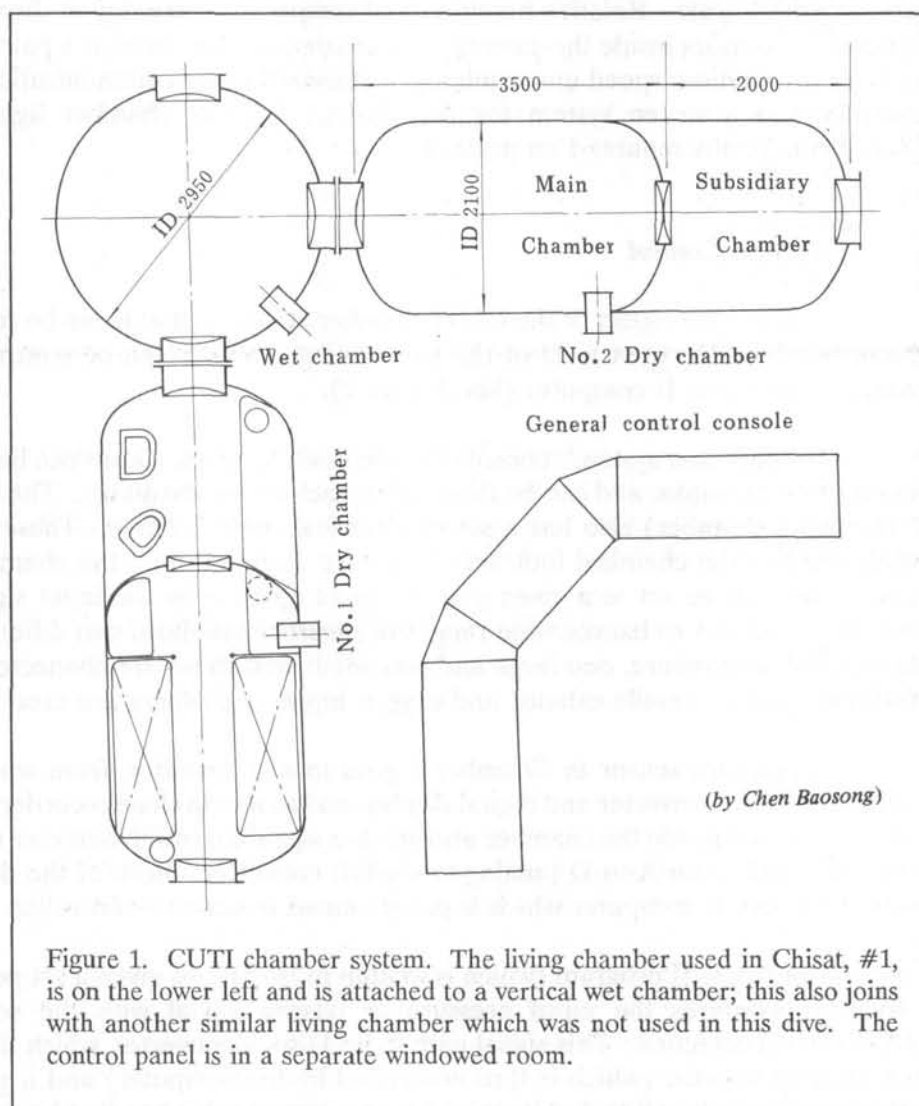 3500
2000
ID 2950
ID 2100
Main
Chamber
Subsidiary
Chamber
Wet chamber
No.2 Dry chamber
General control console
No.1 Dry chamber
(by Chen Baosong)
Figure 1. CUTI chamber system. The living chamber used in Chisat, #1,
is on the lower left and is attached to a vertical wet chamber; this also joins
with another similar living chamber which was not used in this dive. The
control panel is in a separate windowed room.